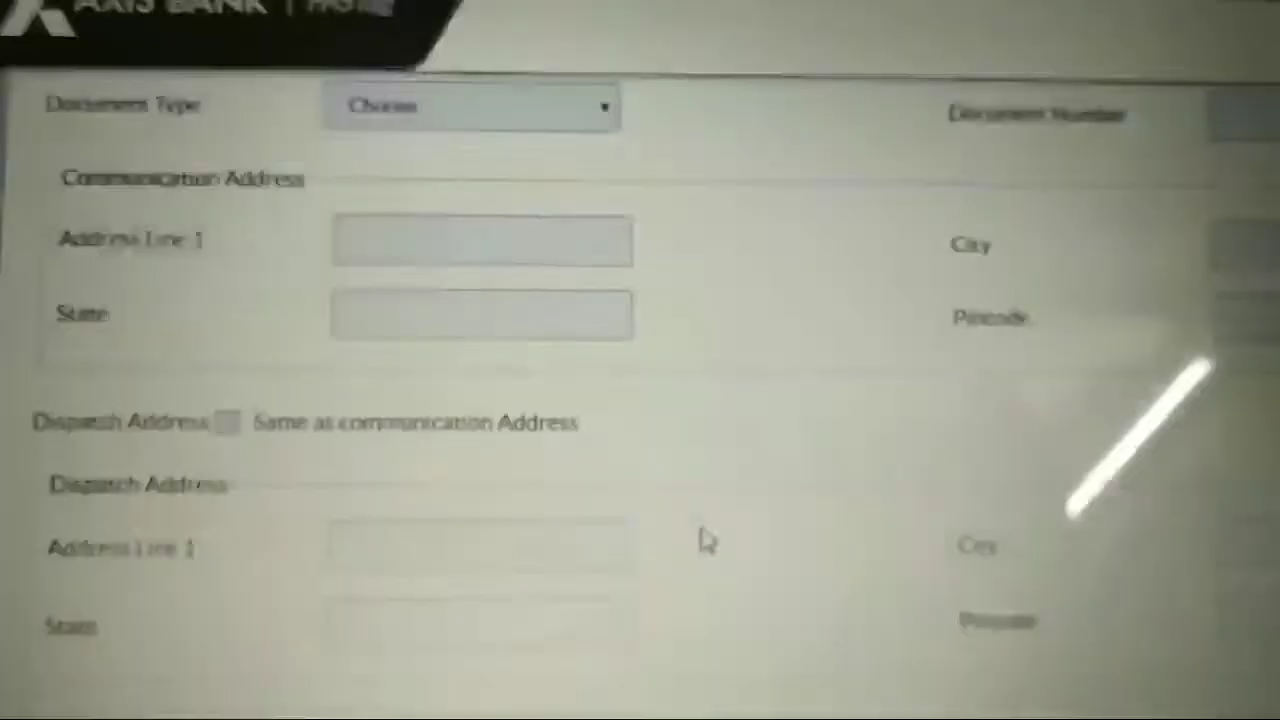 AXIS BANK |
Document Type Choose Document Number
Communication Address
Address Line 1 City
State Pincode
Dispatch Address Same as communication Address
Dispatch Address
Address Line 1 City
State Pincode